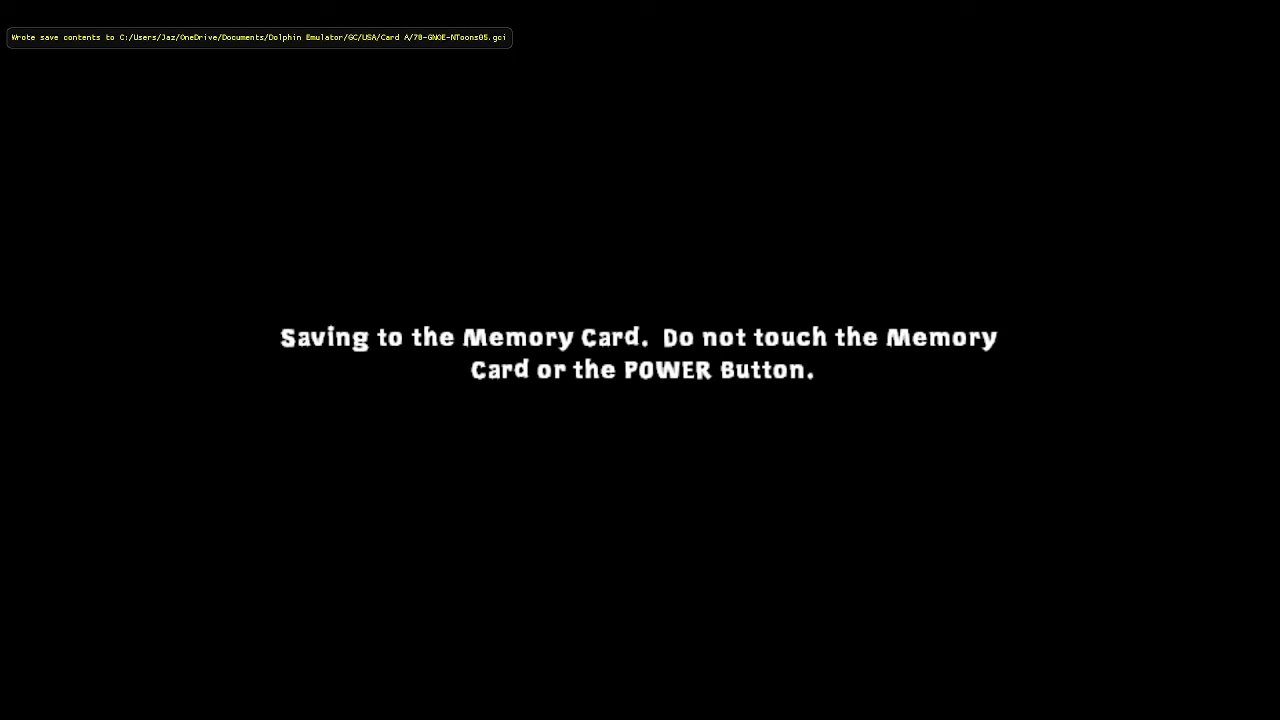 Wrote save contents to C:/Users/Jaz/OneDrive/Documents/Dolphin Emulator/GC/USA/Card A/78-GNOE-NToons05.gci
Saving to the Memory Card.  Do not touch the Memory
Card or the POWER Button.